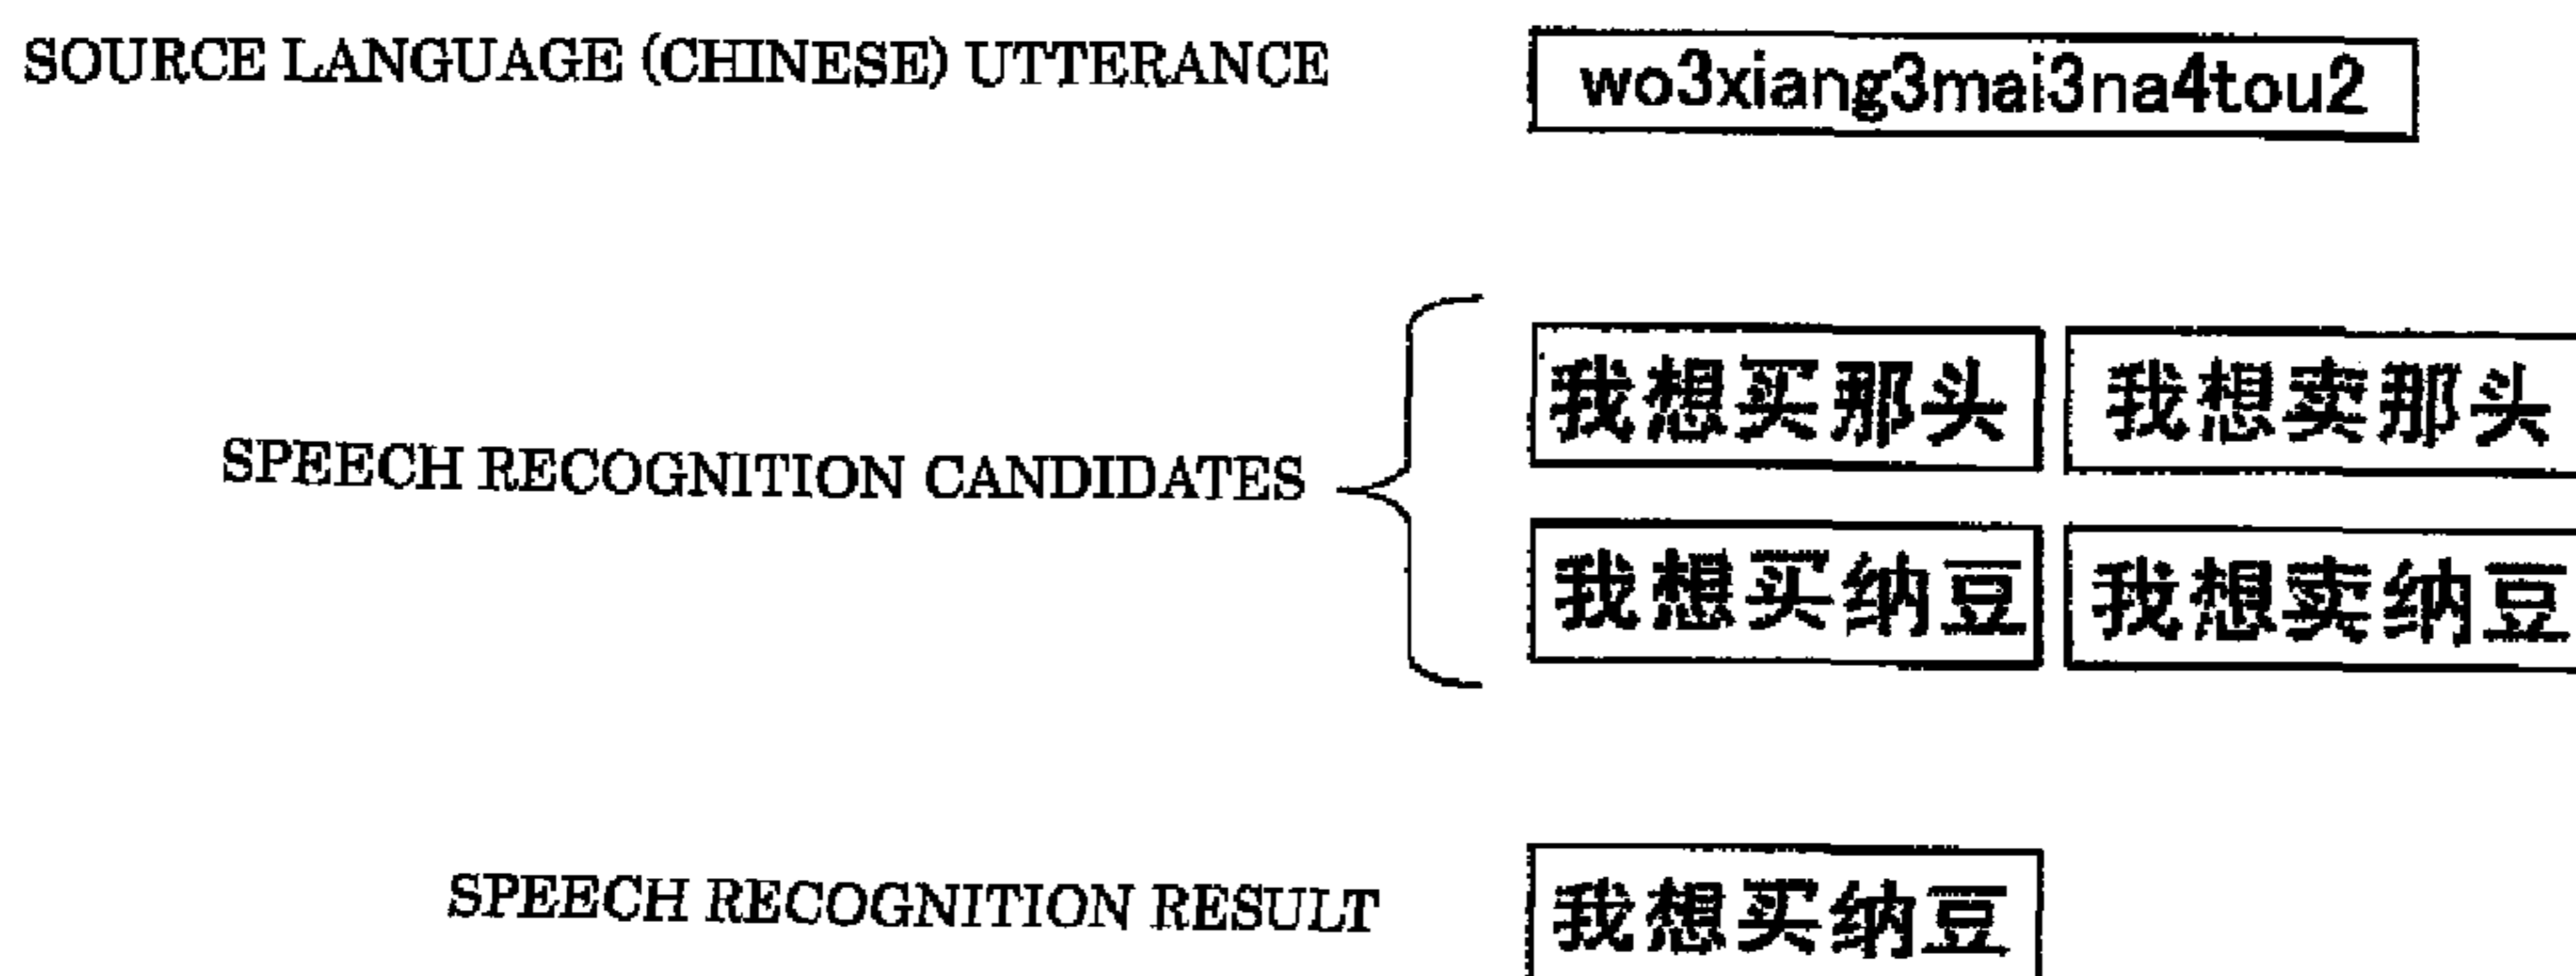 SOURCE LANGUAGE (CHINESE) UTTERANCE wo3xiang3mai3na4tou2
我想买那头 我想卖那头
SPEECH RECOGNITION CANDIDATES
我想买纳豆 我想卖纳豆
SPEECH RECOGNITION RESULT 我想买纳豆